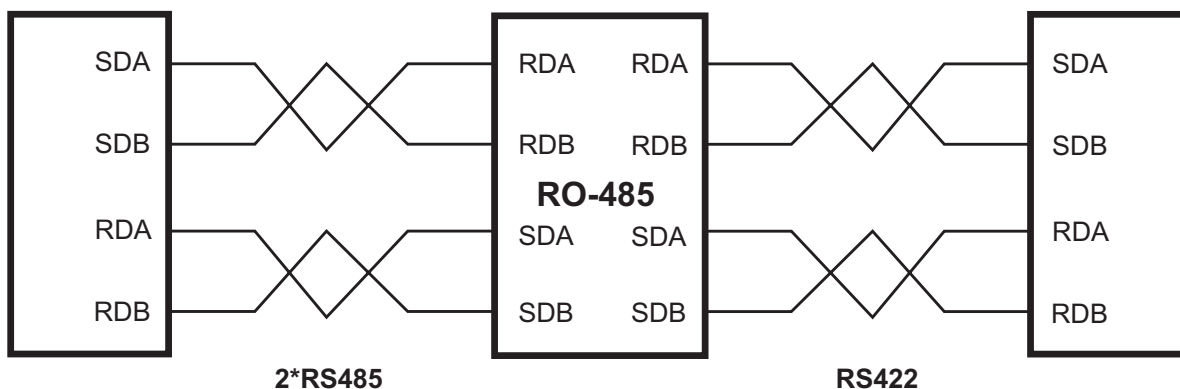 SDA RDA RDA SDA
SDB RDB RDB SDB
RO-485
RDA SDA SDA RDA
RDB SDB SDB RDB
2*RS485 RS422